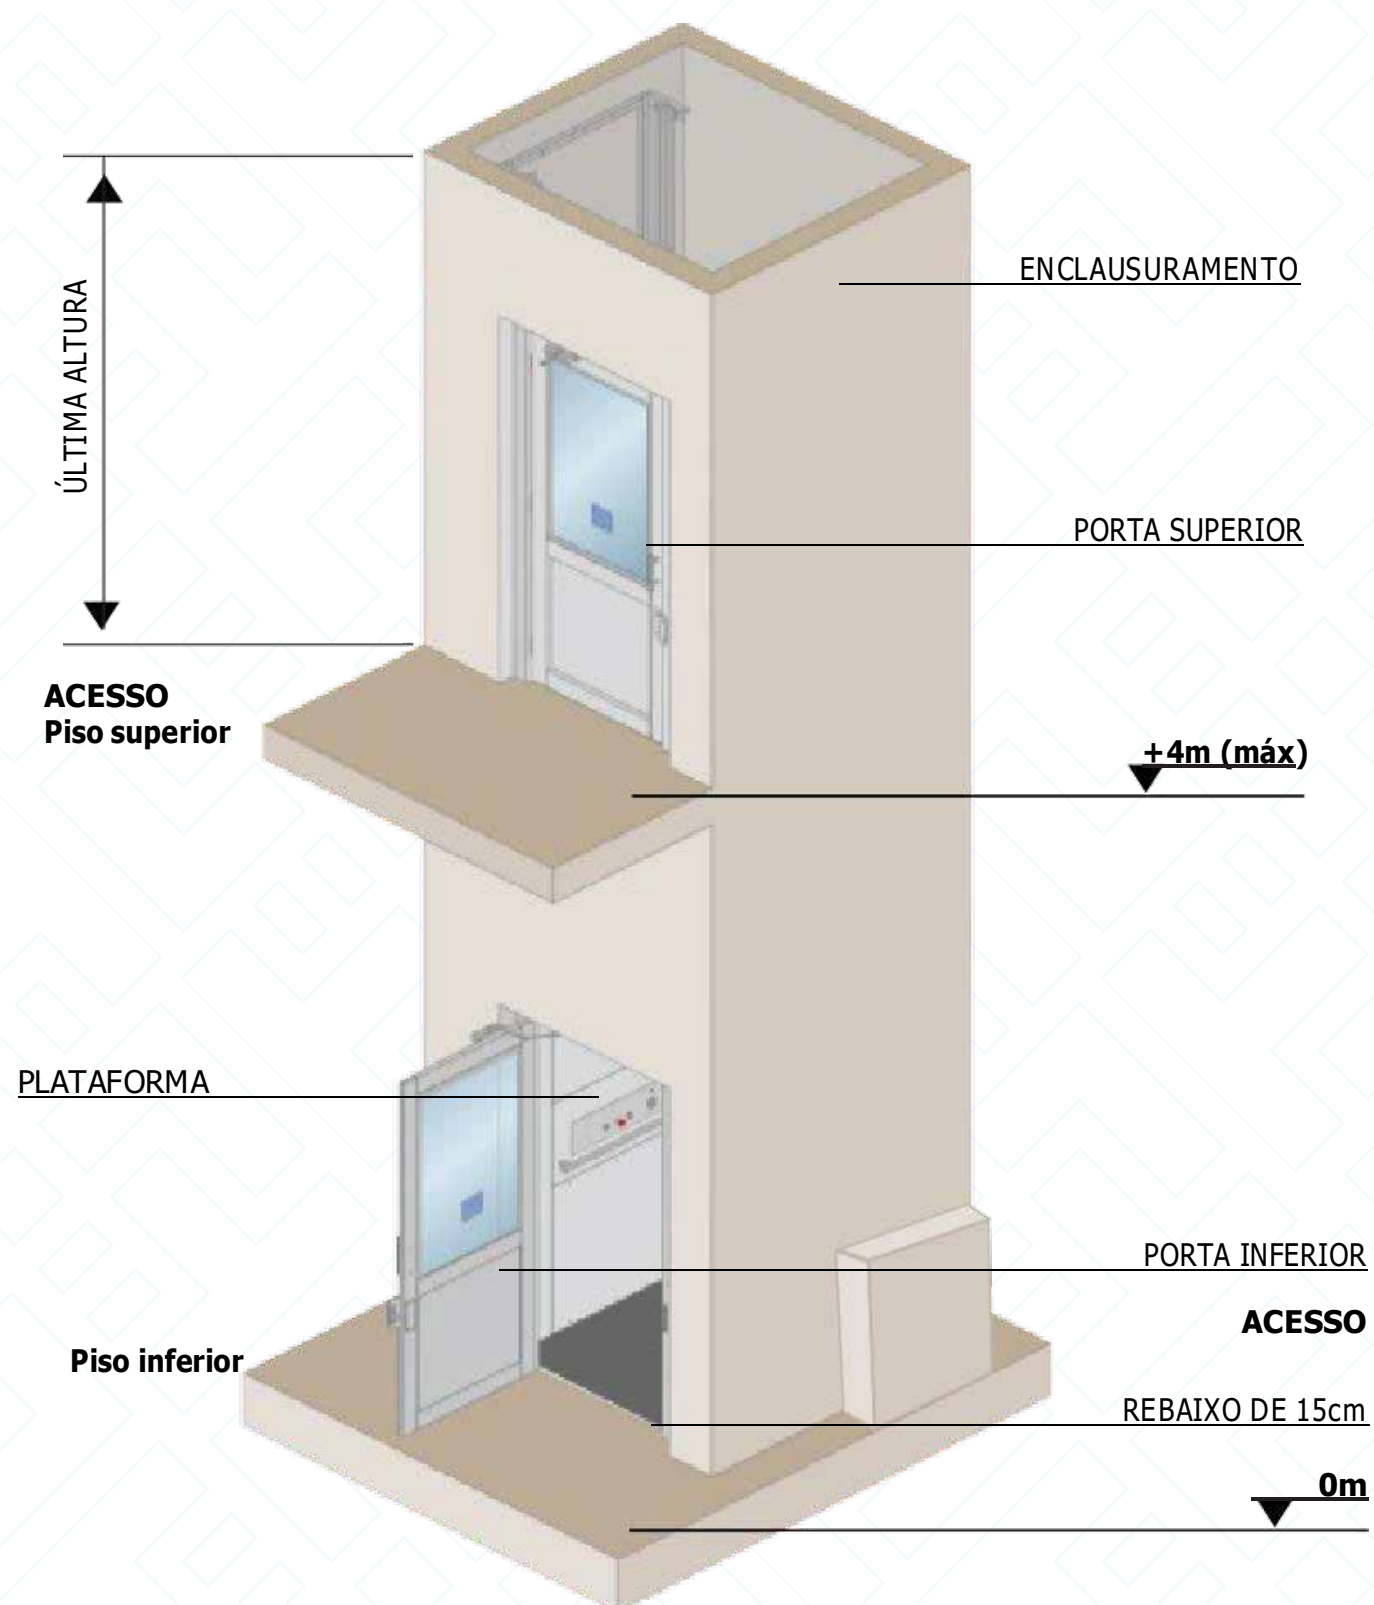 ENCLAUSURAMENTO
ÚLTIMA ALTURA
PORTA SUPERIOR
ACESSO
Piso superior
+4m (máx)
PLATAFORMA
PORTA INFERIOR
ACESSO
Piso inferior
REBAIXO DE 15cm
0m